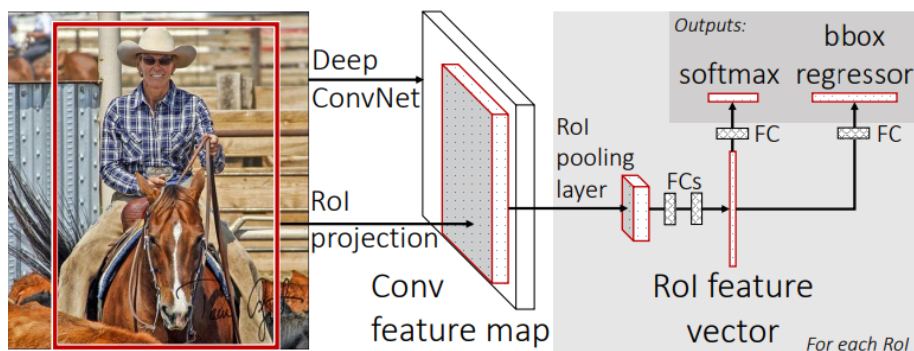 Deep
ConvNet
RoI
projection
Conv
feature map
RoI
pooling
layer
FCs
RoI feature
vector
Outputs:
softmax
bbox
regressor
FC
FC
For each RoI